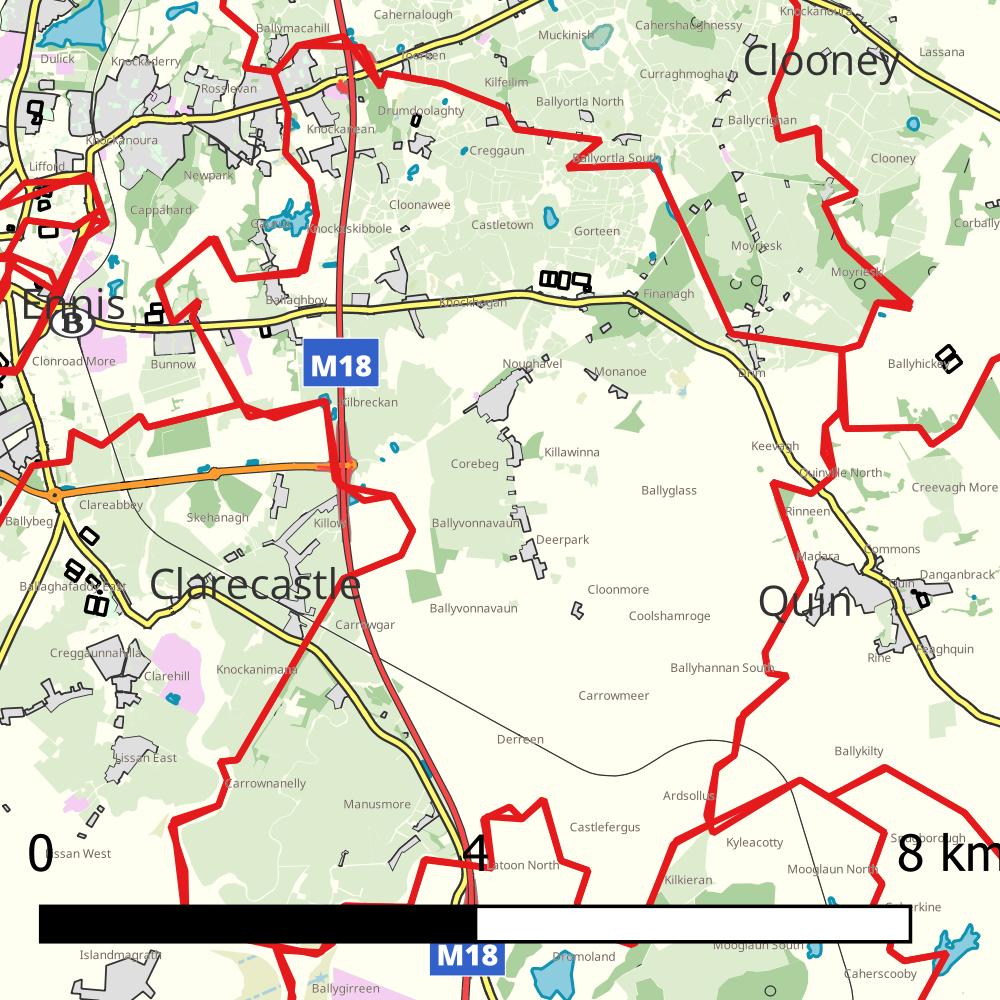 Knockanoura
Cahernalough
Ballymacahill
Cahershaughnessy
Muckinish
Lassana
Dulick
Knockaderry
Clooney
Curraghmoghaun
Kilfeilim
Rosslevan
Ballyortla North
Drumdoolaghty
Ballycrighan
Knockanean
Knockanoura
Creggaun
Ballyortla South
Clooney
Lifford
Newpark
Cloonawee
Cappahard
Castletown
Gorteen
Knockaskibbole
Corbally
Moyriesk
Moyriesk
Finanagh
Ballaghboy
Knockhogan
Ennis
B
Clonroad More
Bunnow
M18
Noughaval
Monanoe
Drim
Ballyhickey
Kilbreckan
Keevagh
Killawinna
Corebeg
Quinville North
Ballyglass
Creevagh More
Clareabbey
Skehanagh
Rinneen
Ballybeg
Killow
Ballyvonnavaun
Deerpark
Commons
Madara
Danganbrack
Ballaghafadda East
Clarecastle
Quin
Cloonmore
Quin
Ballyvonnavaun
Coolshamroge
Carrowgar
Creggaunnahilla
Feaghquin
Rine
Clarehill
Knockanimana
Ballyhannan South
Carrowmeer
Derreen
Ballykilty
Lissan East
Carrownanelly
Ardsollus
Manusmore
Castlefergus
Kyleacotty
Lissan West
0
4
8 km
Latoon North
Mooglaun North
Kilkieran
Mooghaun South
Islandmagrath
M18
Dromoland
Caherscooby
Ballygirreen